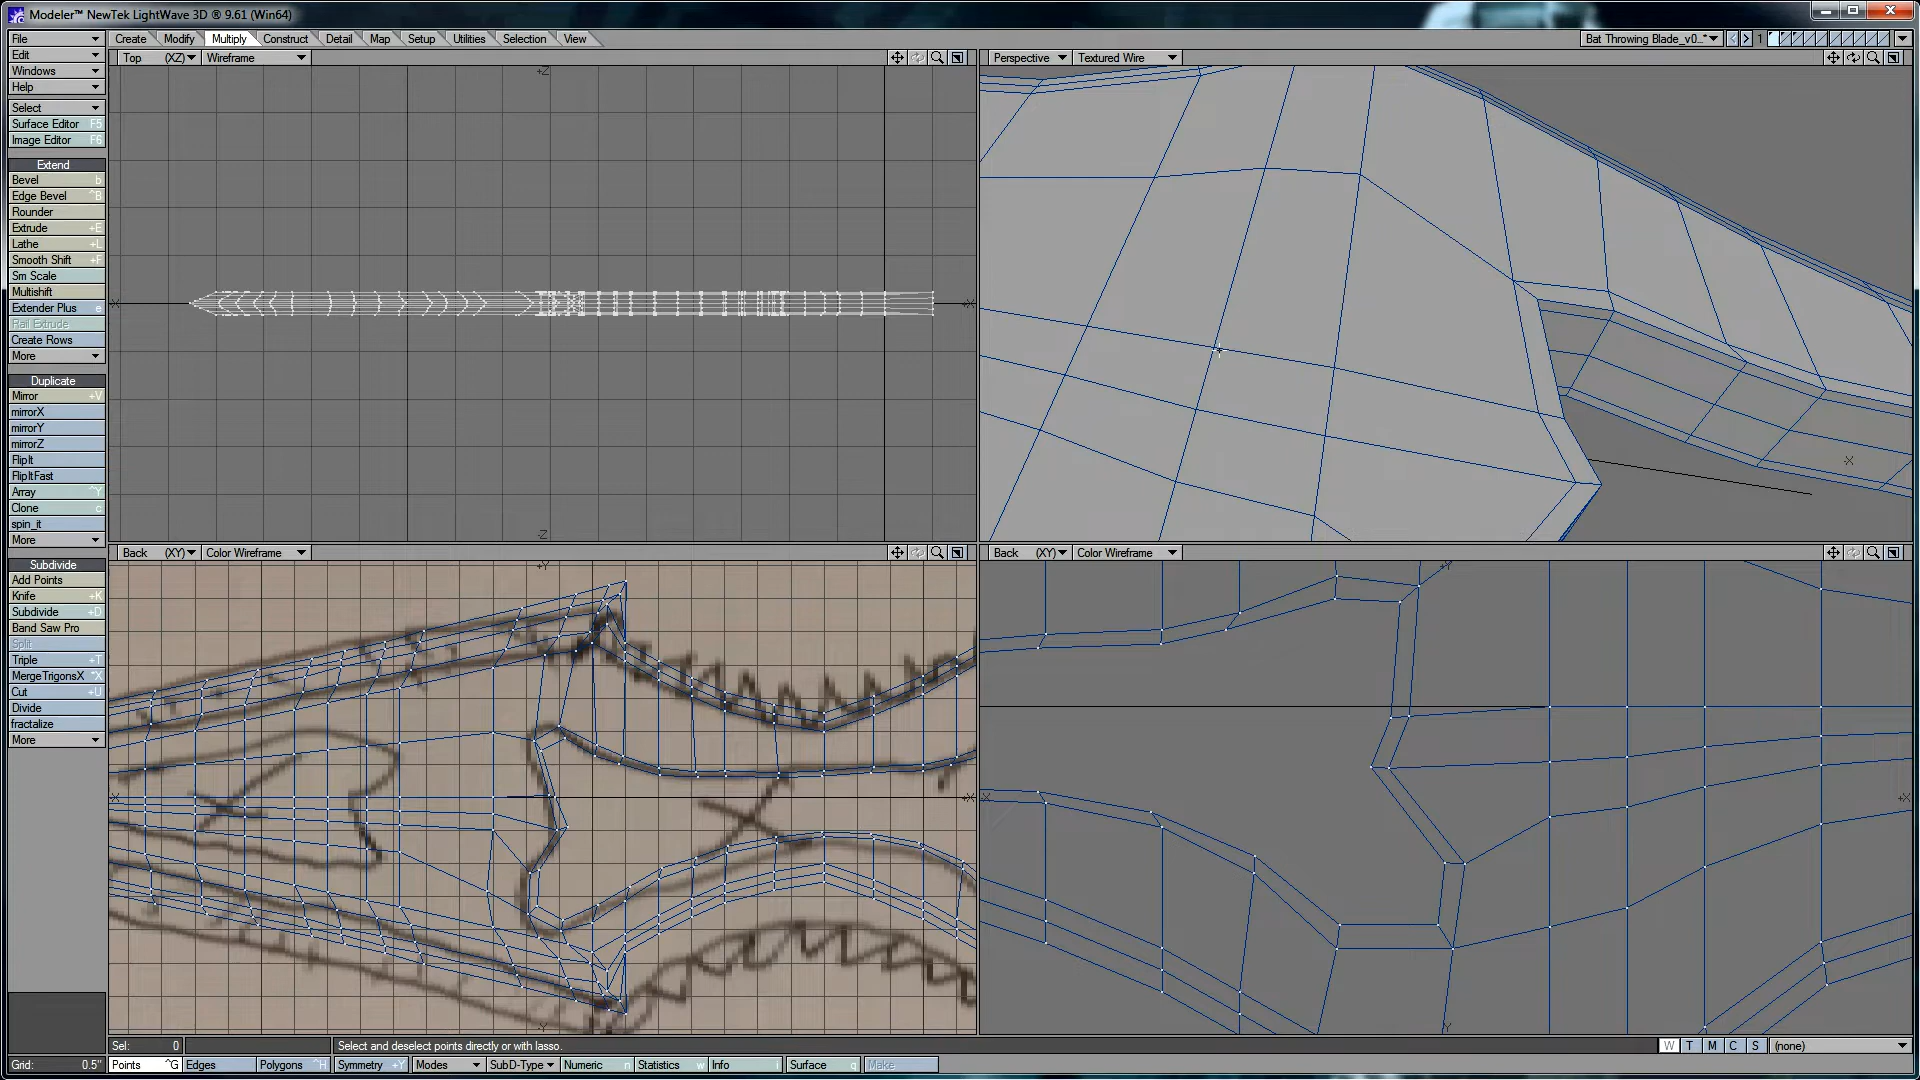 Modeler™ NewTek LightWave 3D ® 9.61 (Win64)
File
Edit
Windows
Help
Select
Surface Editor F5
Image Editor F6
Extend
Bevel b
Edge Bevel ^B
Rounder
Extrude +E
Lathe +L
Smooth Shift +F
Sm Scale
Multishift
Extender Plus e
Rail Extrude
Create Rows
More
Duplicate
Mirror +V
mirrorX
mirrorY
mirrorZ
FlipIt
FlipItFast
Array ^Y
Clone c
spin_it
More
Subdivide
Add Points
Knife +K
Subdivide +D
Band Saw Pro
Split
Triple +T
MergeTrigonsX ^X
Cut +U
Divide
fractalize
More
Create Modify Multiply Construct Detail Map Setup Utilities Selection View
Bat Throwing Blade_v0...* 1
Top (XZ) Wireframe
Perspective Textured Wire
+Z
-X +X
-Z
X
Back (XY) Color Wireframe
Back (XY) Color Wireframe
+Y
+Y
-X +X
-X +X
-Y
-Y
Sel: 0
Select and deselect points directly or with lasso.
W T M C S (none)
Grid: 0.5"
Points ^G Edges Polygons ^H Symmetry +Y Modes SubD-Type Numeric n Statistics w Info i Surface q Make